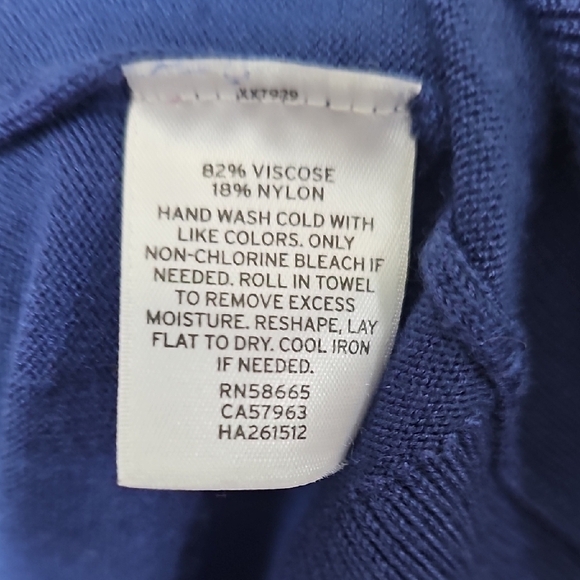 82% VISCOSE
18% NYLON
HAND WASH COLD WITH
LIKE COLORS. ONLY
NON-CHLORINE BLEACH IF
NEEDED. ROLL IN TOWEL
TO REMOVE EXCESS
MOISTURE. RESHAPE, LAY
FLAT TO DRY. COOL IRON
IF NEEDED.
RN58665
CA57963
HA261512